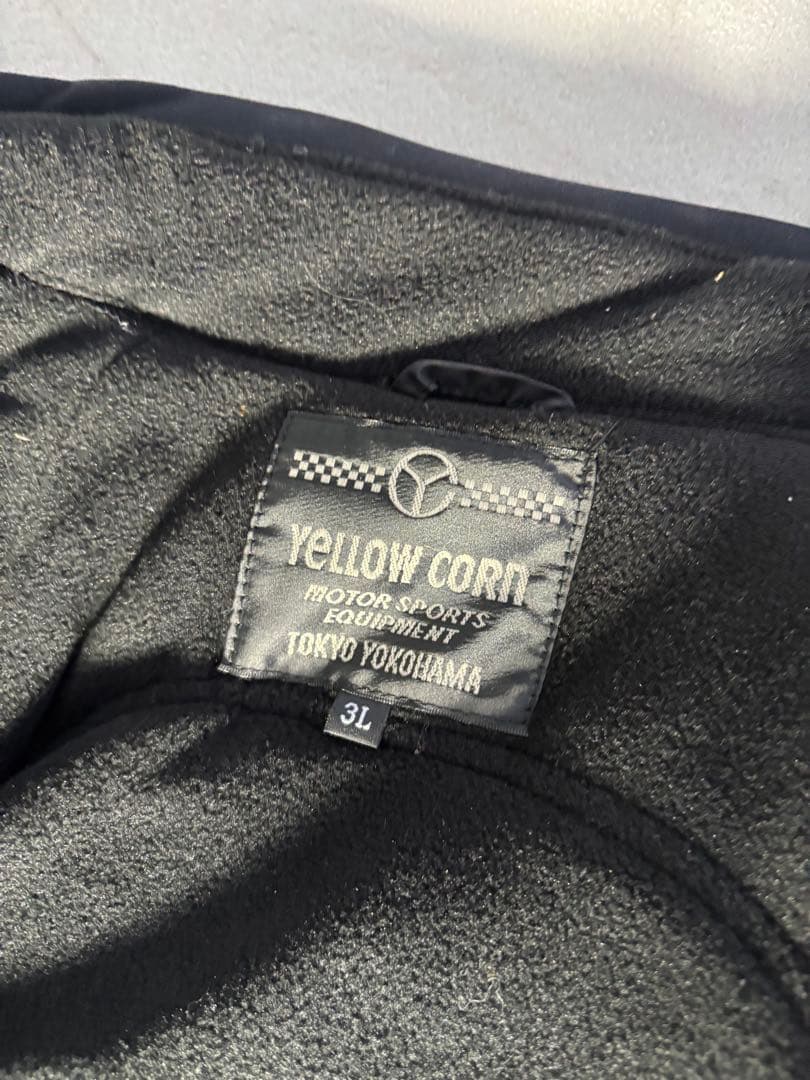 YeLLOW CORn
MOTOR SPORTS
EQUIPMENT
TOKYO YOKOHAMA
3L